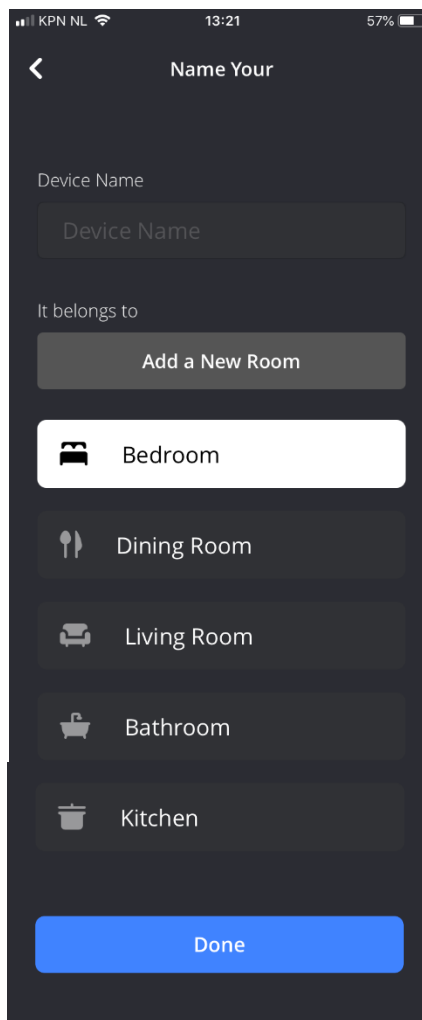 KPN NL 13:21 57%
Name Your
Device Name
Device Name
It belongs to
Add a New Room
Bedroom
Dining Room
Living Room
Bathroom
Kitchen
Done